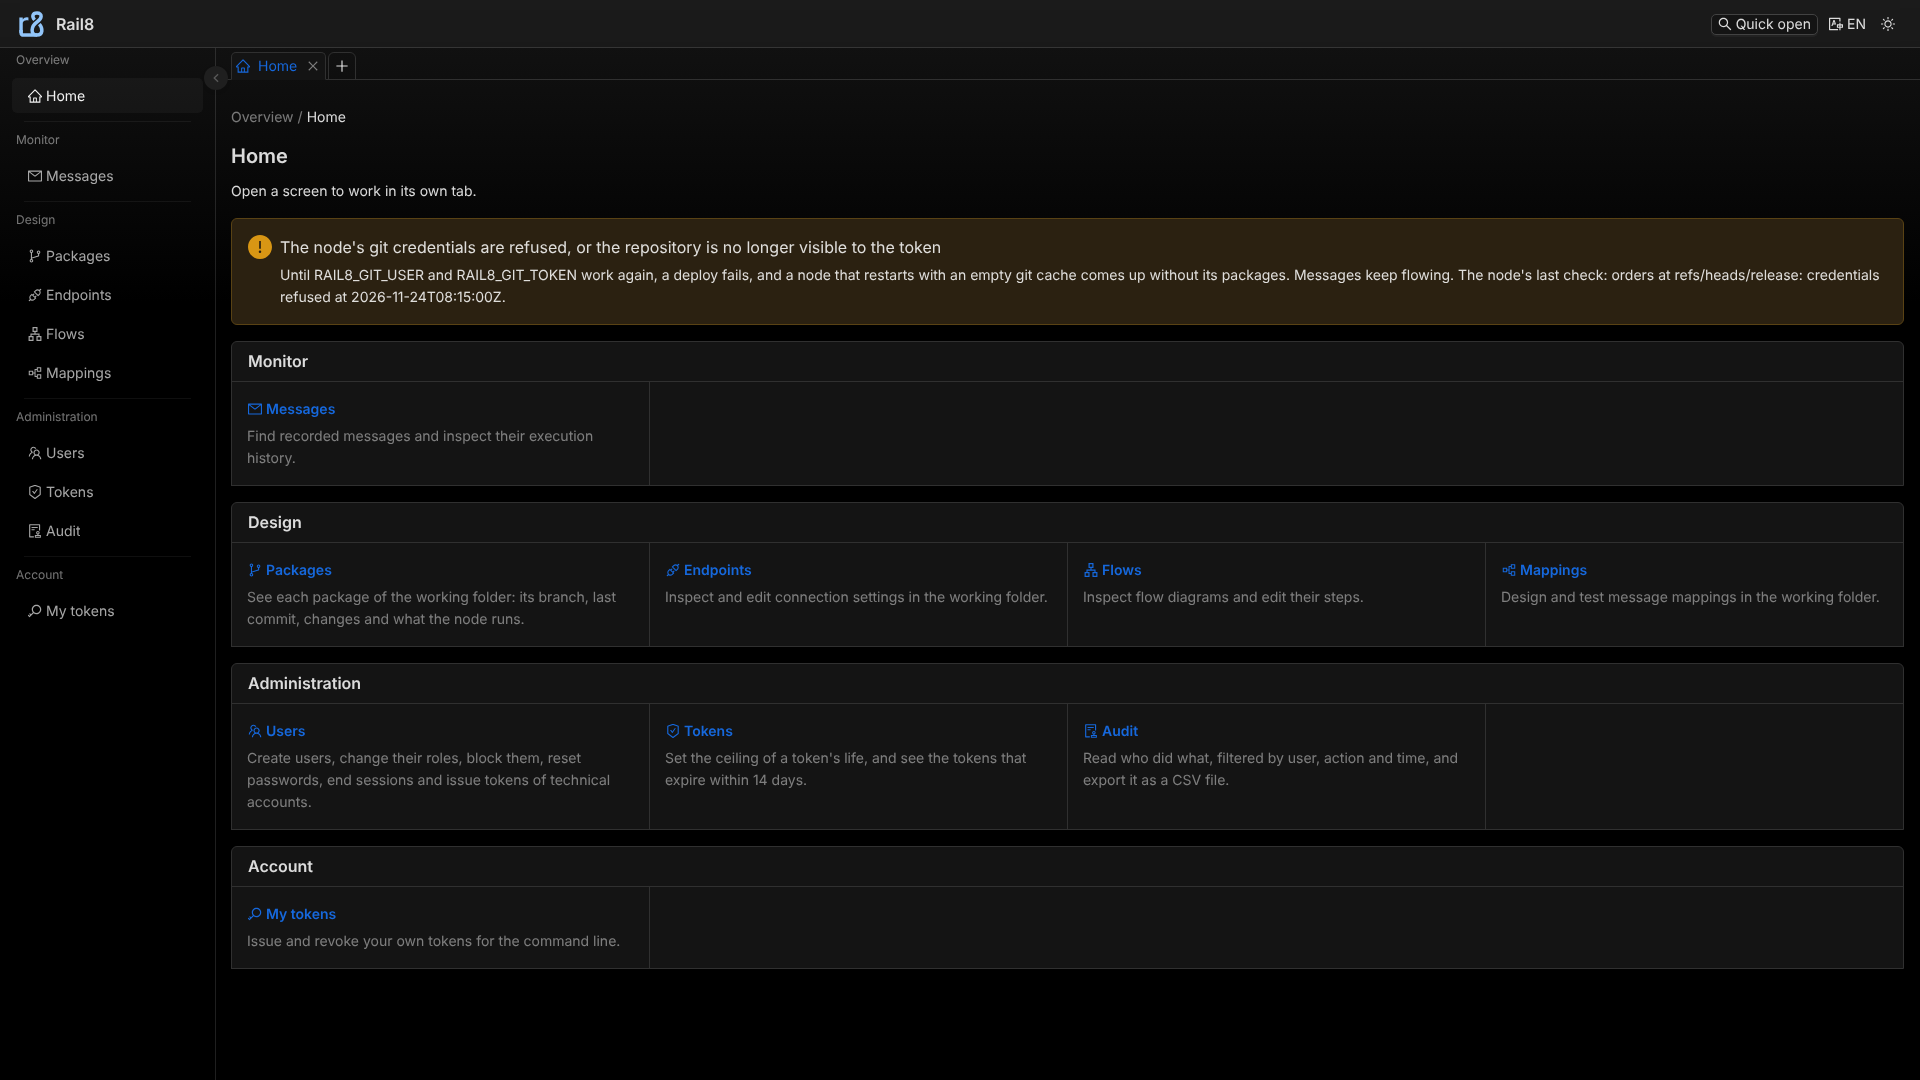 Rail8
Quick open
EN
Overview
Home
Monitor
Messages
Design
Packages
Endpoints
Flows
Mappings
Administration
Users
Tokens
Audit
Account
My tokens
Home
Overview / Home
Home
Open a screen to work in its own tab.
The node's git credentials are refused, or the repository is no longer visible to the token
Until RAIL8_GIT_USER and RAIL8_GIT_TOKEN work again, a deploy fails, and a node that restarts with an empty git cache comes up without its packages. Messages keep flowing. The node's last check: orders at refs/heads/release: credentials
refused at 2026-11-24T08:15:00Z.
Monitor
Messages
Find recorded messages and inspect their execution
history.
Design
Packages
See each package of the working folder: its branch, last
commit, changes and what the node runs.
Endpoints
Inspect and edit connection settings in the working folder.
Flows
Inspect flow diagrams and edit their steps.
Mappings
Design and test message mappings in the working folder.
Administration
Users
Create users, change their roles, block them, reset
passwords, end sessions and issue tokens of technical
accounts.
Tokens
Set the ceiling of a token's life, and see the tokens that
expire within 14 days.
Audit
Read who did what, filtered by user, action and time, and
export it as a CSV file.
Account
My tokens
Issue and revoke your own tokens for the command line.